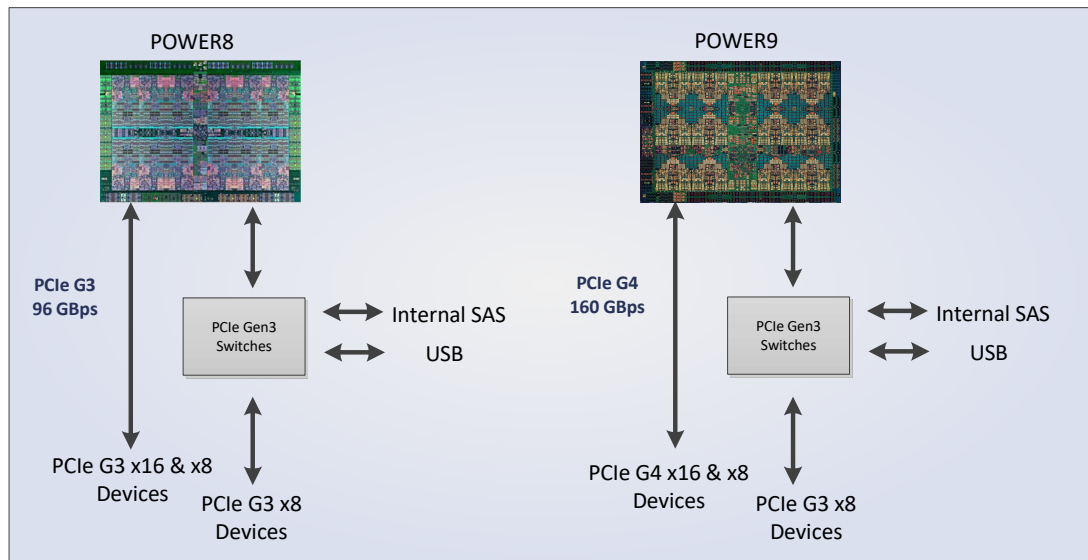 POWER8
PCIe G3
96 GBps
PCIe Gen3
Switches
Internal SAS
USB
PCIe G3 x16 & x8
Devices
PCIe G3 x8
Devices
POWER9
PCIe G4
160 GBps
PCIe Gen3
Switches
Internal SAS
USB
PCIe G4 x16 & x8
Devices
PCIe G3 x8
Devices